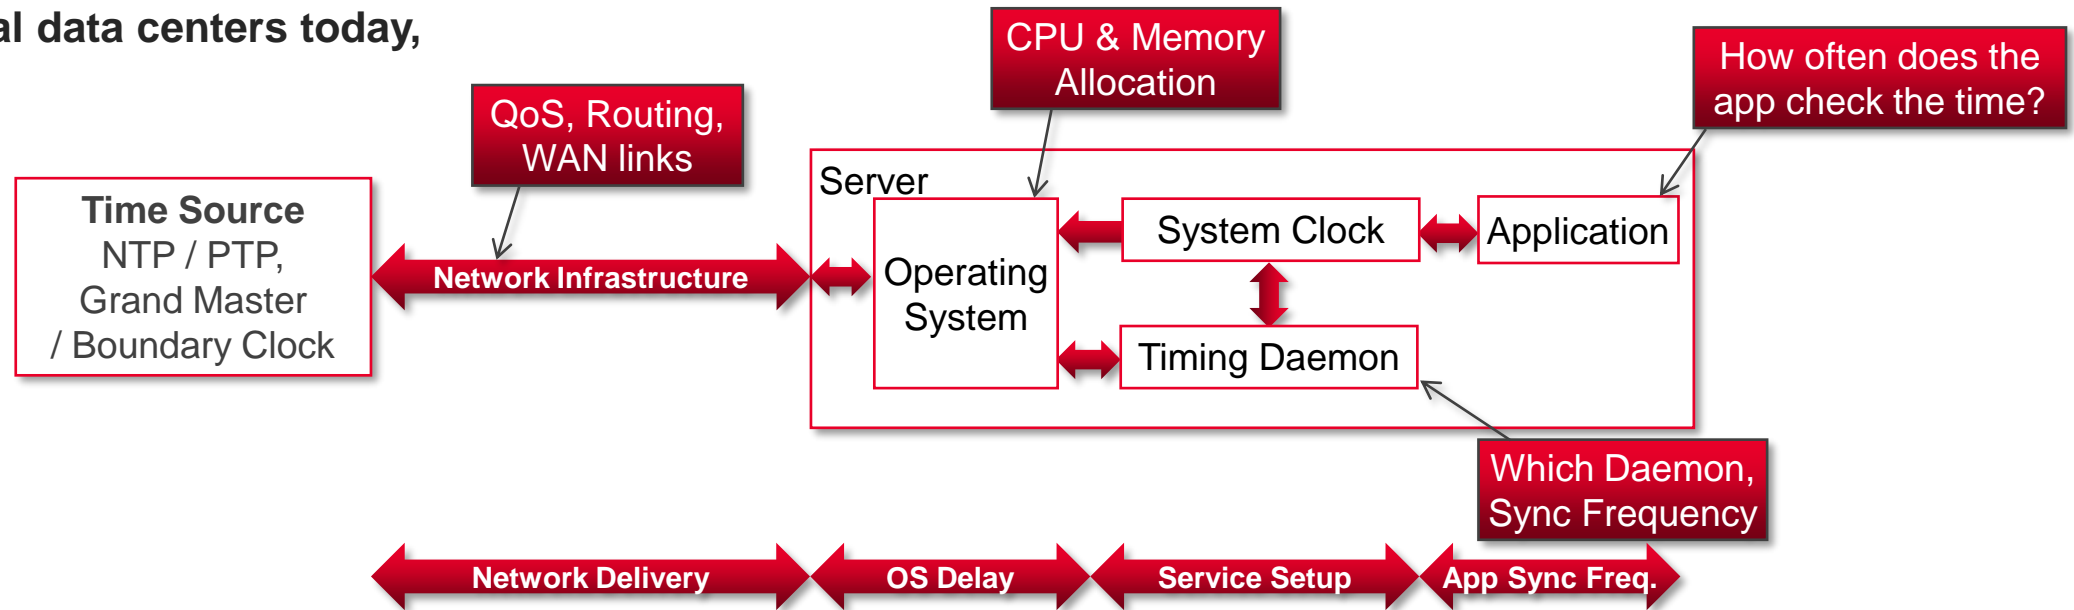 al data centers today,
CPU & Memory
Allocation
How often does the
app check the time?
QoS, Routing,
WAN links
Server
Time Source
NTP / PTP,
Grand Master
/ Boundary Clock
Network Infrastructure
Operating
System
System Clock
Application
Timing Daemon
Which Daemon,
Sync Frequency
Network Delivery
OS Delay
Service Setup
App Sync Freq.